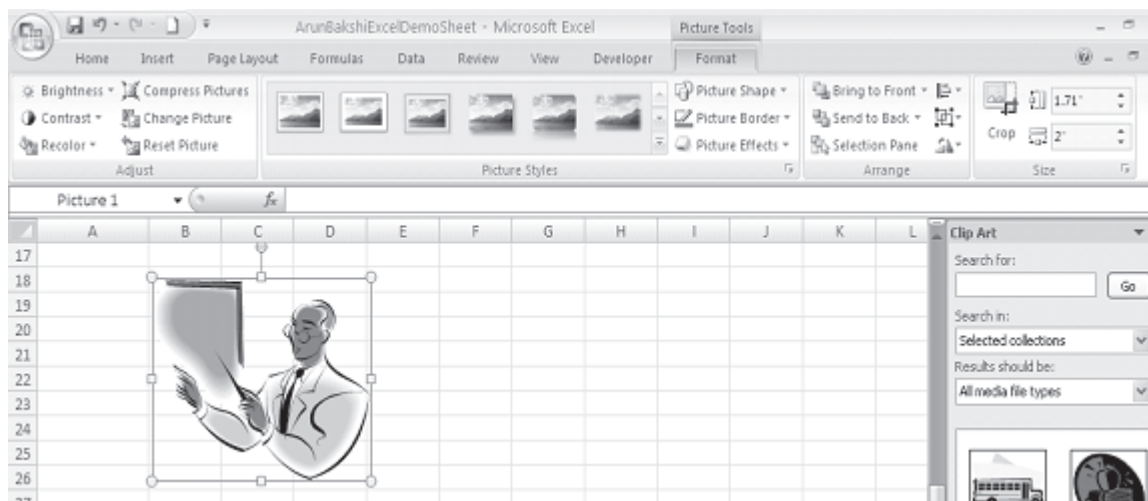 ArunBakshiExcelDemoSheet - Microsoft Excel
Picture Tools
Home Insert Page Layout Formulas Data Review View Developer Format
Brightness Compress Pictures Picture Shape Bring to Front 1.71"
Contrast Change Picture Picture Border Send to Back Crop 2"
Recolor Reset Picture Picture Effects Selection Pane
Adjust Picture Styles Arrange Size
Picture 1 fx
A B C D E F G H I J K L
Clip Art
17
Search for:
18
Go
19
Search in:
20
Selected collections
21
Results should be:
22
All media file types
23
24
25
26